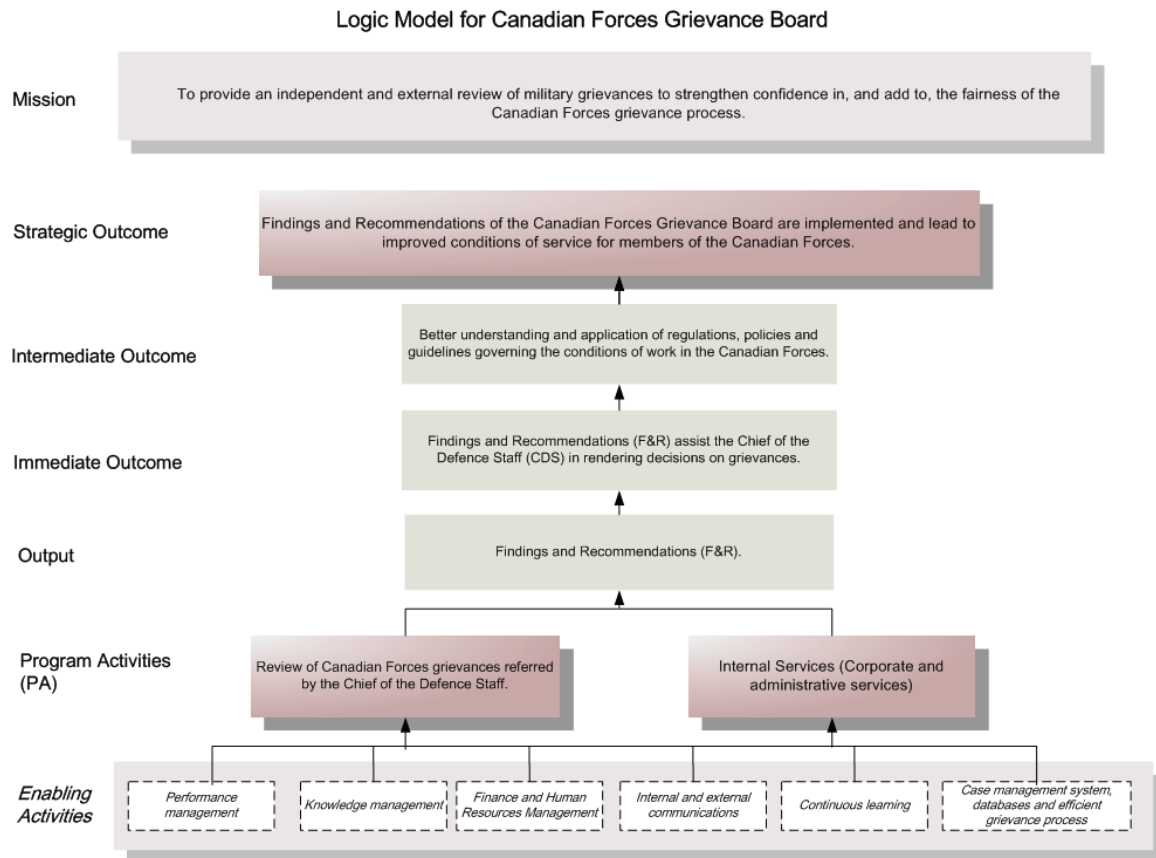 Logic Model for Canadian Forces Grievance Board
Mission
To provide an independent and external review of military grievances to strengthen confidence in, and add to, the fairness of the
Canadian Forces grievance process.
Strategic Outcome
Findings and Recommendations of the Canadian Forces Grievance Board are implemented and lead to
improved conditions of service for members of the Canadian Forces.
Intermediate Outcome
Better understanding and application of regulations, policies and
guidelines governing the conditions of work in the Canadian Forces.
Immediate Outcome
Findings and Recommendations (F&R) assist the Chief of the
Defence Staff (CDS) in rendering decisions on grievances.
Output
Findings and Recommendations (F&R).
Program Activities
(PA)
Review of Canadian Forces grievances referred
by the Chief of the Defence Staff.
Internal Services (Corporate and
administrative services)
Enabling
Activities
Performance
management
Knowledge management
Finance and Human
Resources Management
Internal and external
communications
Continuous learning
Case management system,
databases and efficient
grievance process